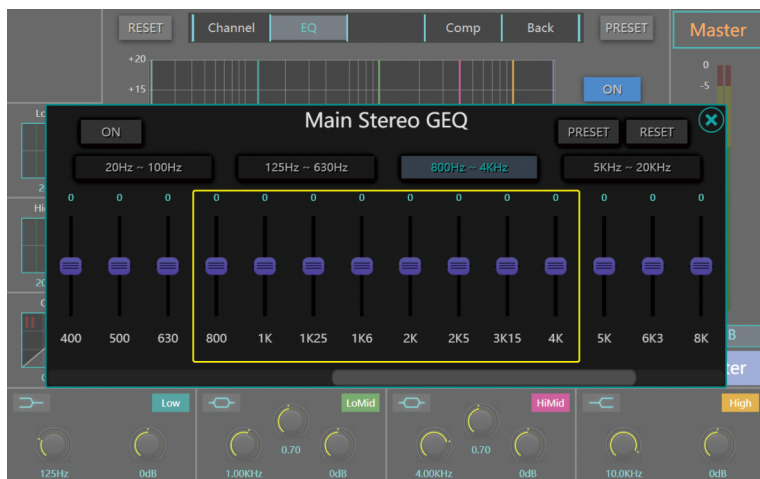 RESET Channel EQ Comp Back PRESET Master
+20
0
+15
-5
ON
Main Stereo GEQ
ON PRESET RESET
20Hz ~ 100Hz 125Hz ~ 630Hz 800Hz ~ 4KHz 5KHz ~ 20KHz
0 0 0 0 0 0 0 0 0 0 0 0 0 0
400 500 630 800 1K 1K25 1K6 2K 2K5 3K15 4K 5K 6K3 8K
Low LoMid HiMid High
0.70 0.70
125Hz 0dB 1.00KHz 0dB 4.00KHz 0dB 10.0KHz 0dB